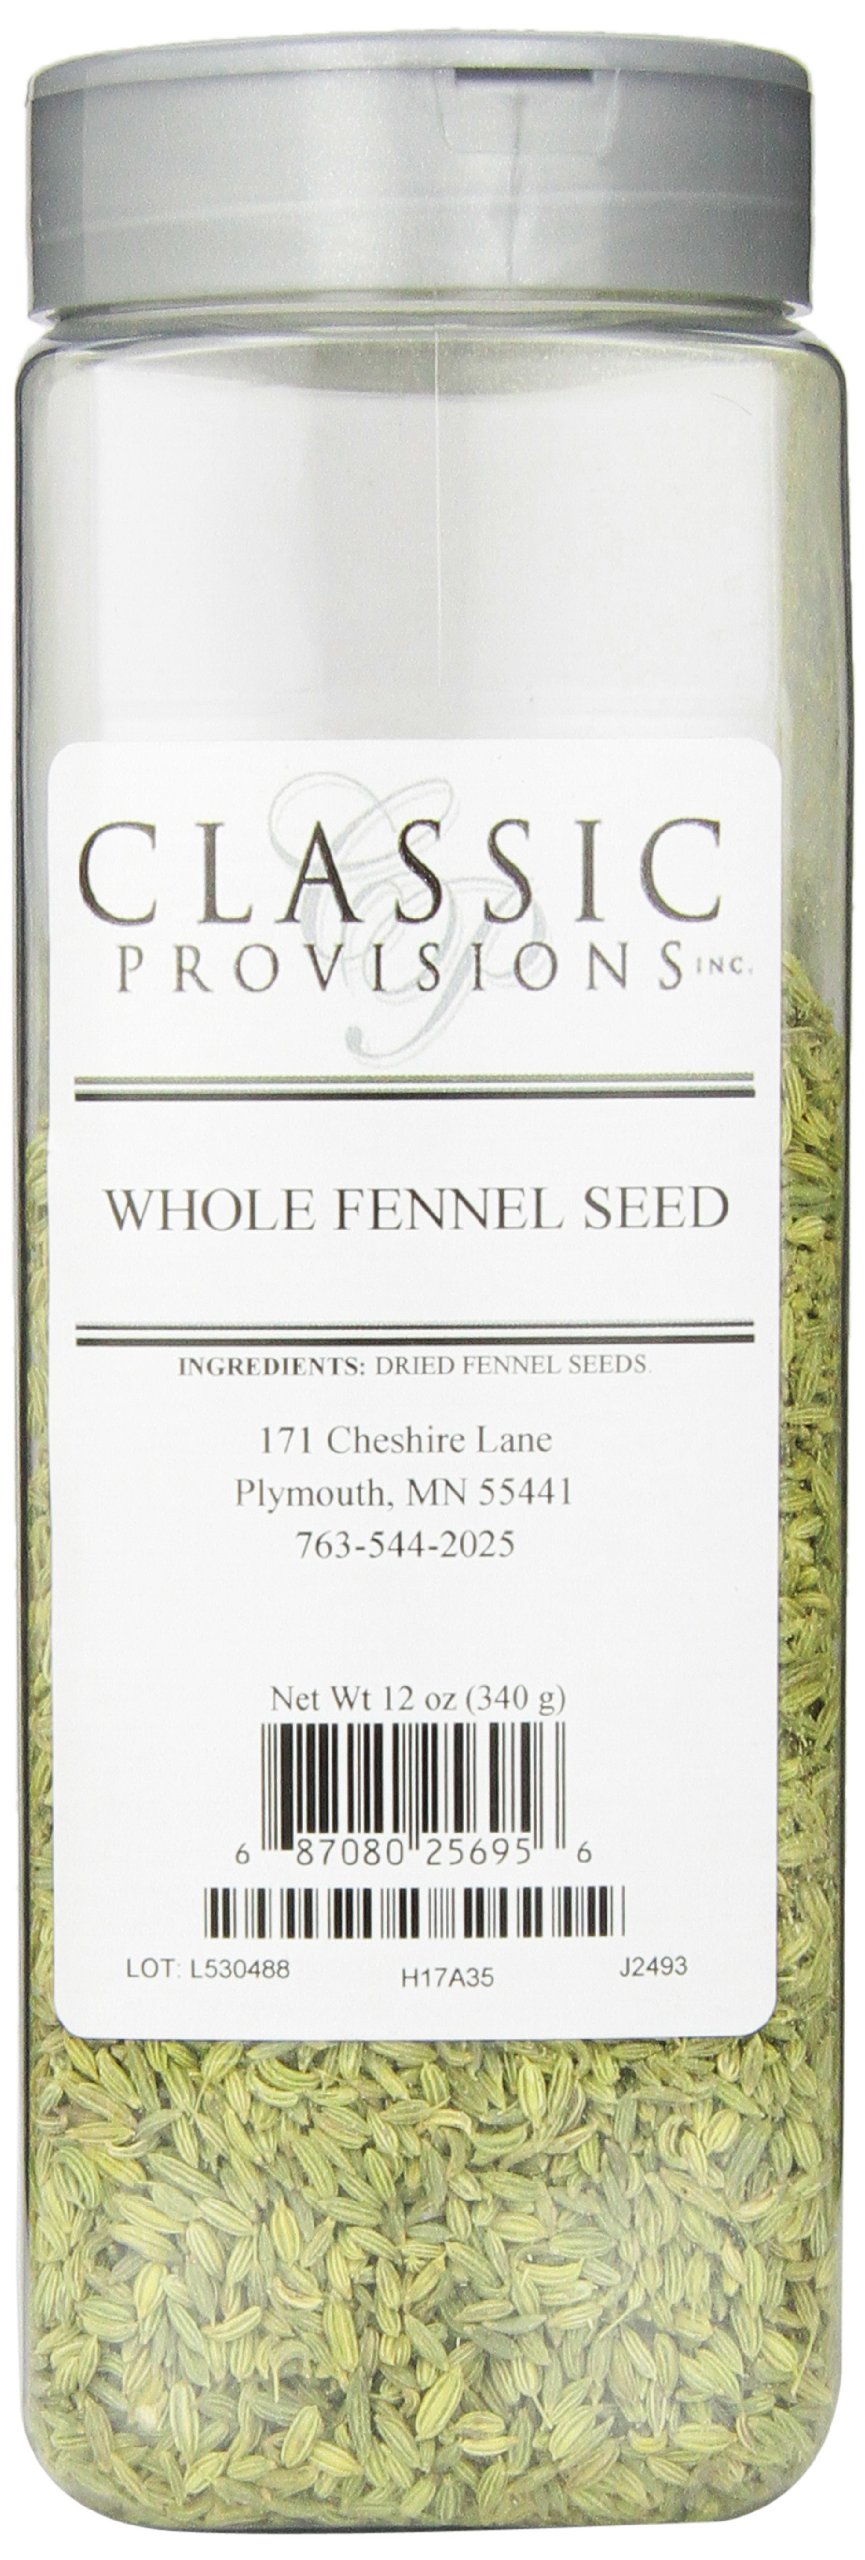 CLASSIC
PROVISIONS INC.
WHOLE FENNEL SEED
INGREDIENTS: DRIED FENNEL SEEDS.
171 Cheshire Lane
Plymouth, MN 55441
763-544-2025
Net Wt 12 oz (340 g)
6 87080 25695 6
LOT: L530488 H17A35 J2493